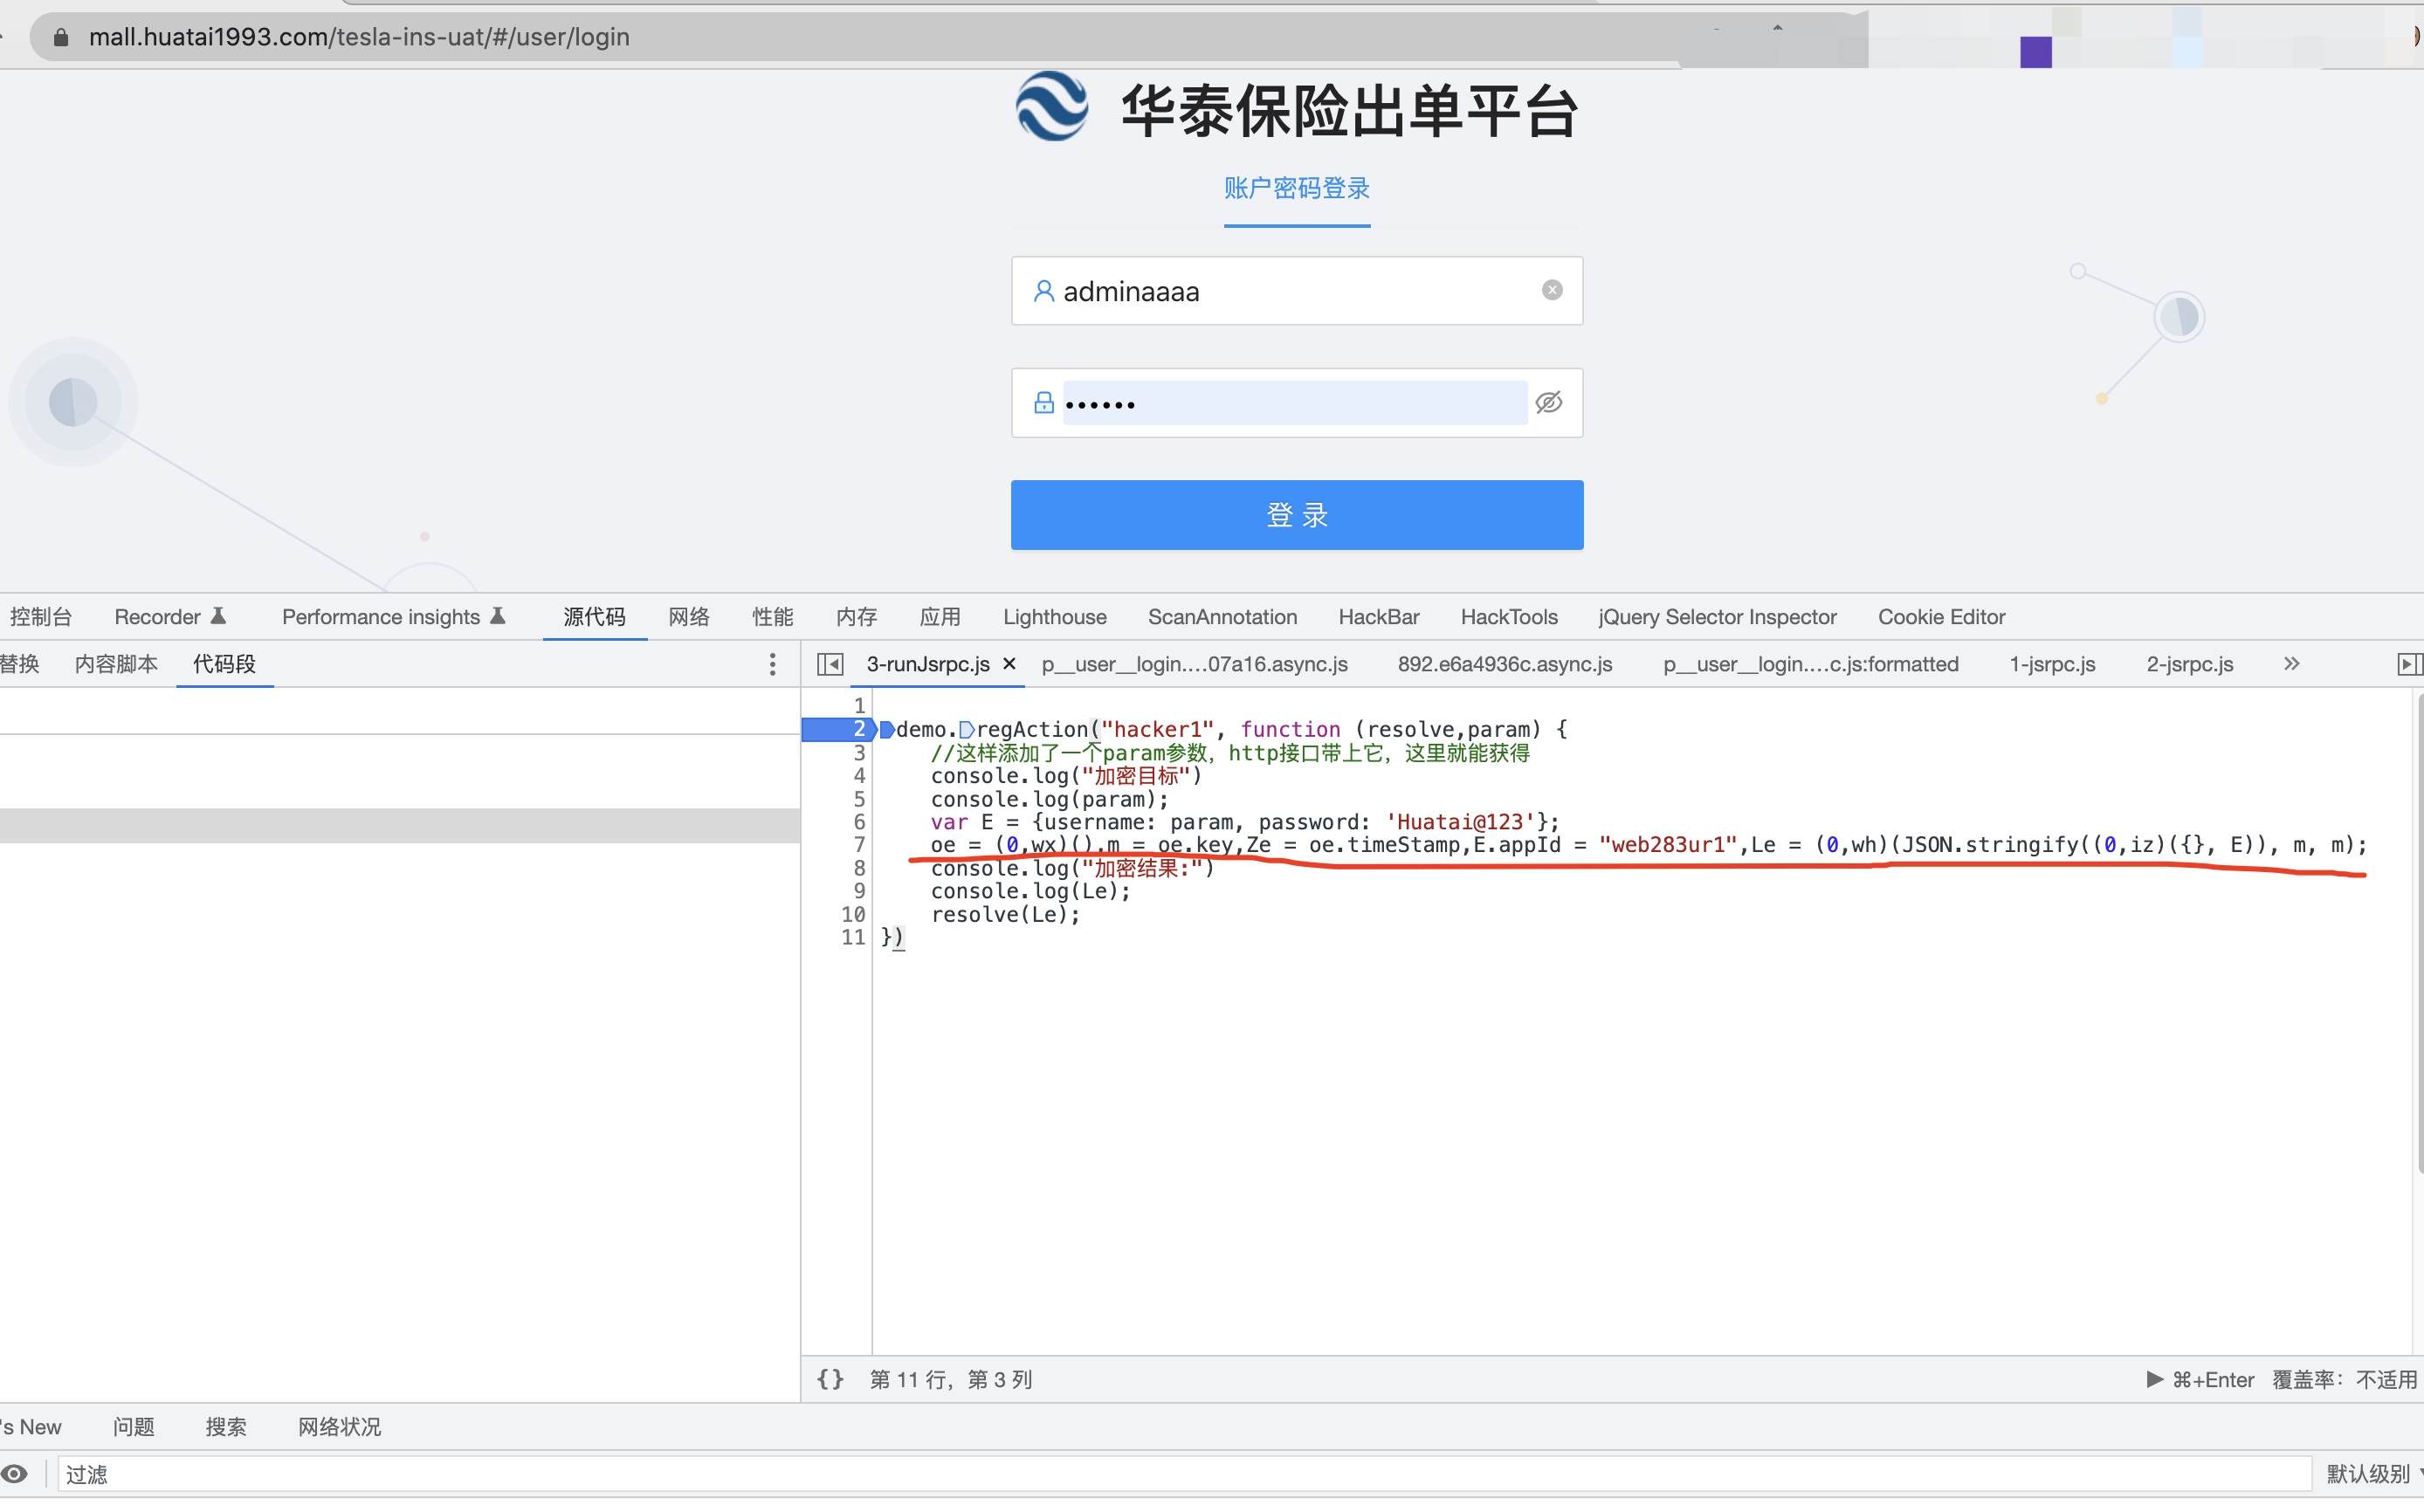 mall.huatai1993.com/tesla-ins-uat/#/user/login
华泰保险出单平台
账户密码登录
adminaaaa
••••••
登 录
控制台 Recorder Performance insights 源代码 网络 性能 内存 应用 Lighthouse ScanAnnotation HackBar HackTools jQuery Selector Inspector Cookie Editor
替换 内容脚本 代码段
3-runJsrpc.js × p__user__login....07a16.async.js 892.e6a4936c.async.js p__user__login....c.js:formatted 1-jsrpc.js 2-jsrpc.js »
1
2 demo.regAction("hacker1", function (resolve,param) {
3 //这样添加了一个param参数，http接口带上它，这里就能获得
4 console.log("加密目标")
5 console.log(param);
6 var E = {username: param, password: 'Huatai@123'};
7 oe = (0,wx)().m = oe.key,Ze = oe.timeStamp,E.appId = "web283ur1",Le = (0,wh)(JSON.stringify((0,iz)({}, E)), m, m);
8 console.log("加密结果:")
9 console.log(Le);
10 resolve(Le);
11 })
{} 第 11 行，第 3 列
⌘+Enter 覆盖率：不适用
's New 问题 搜索 网络状况
过滤
默认级别